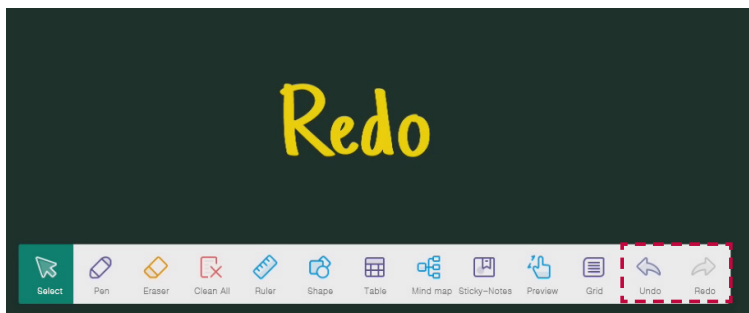 Redo
Select Pen Eraser Clean All Ruler Shape Table Mind map Sticky-Notes Preview Grid Undo Redo